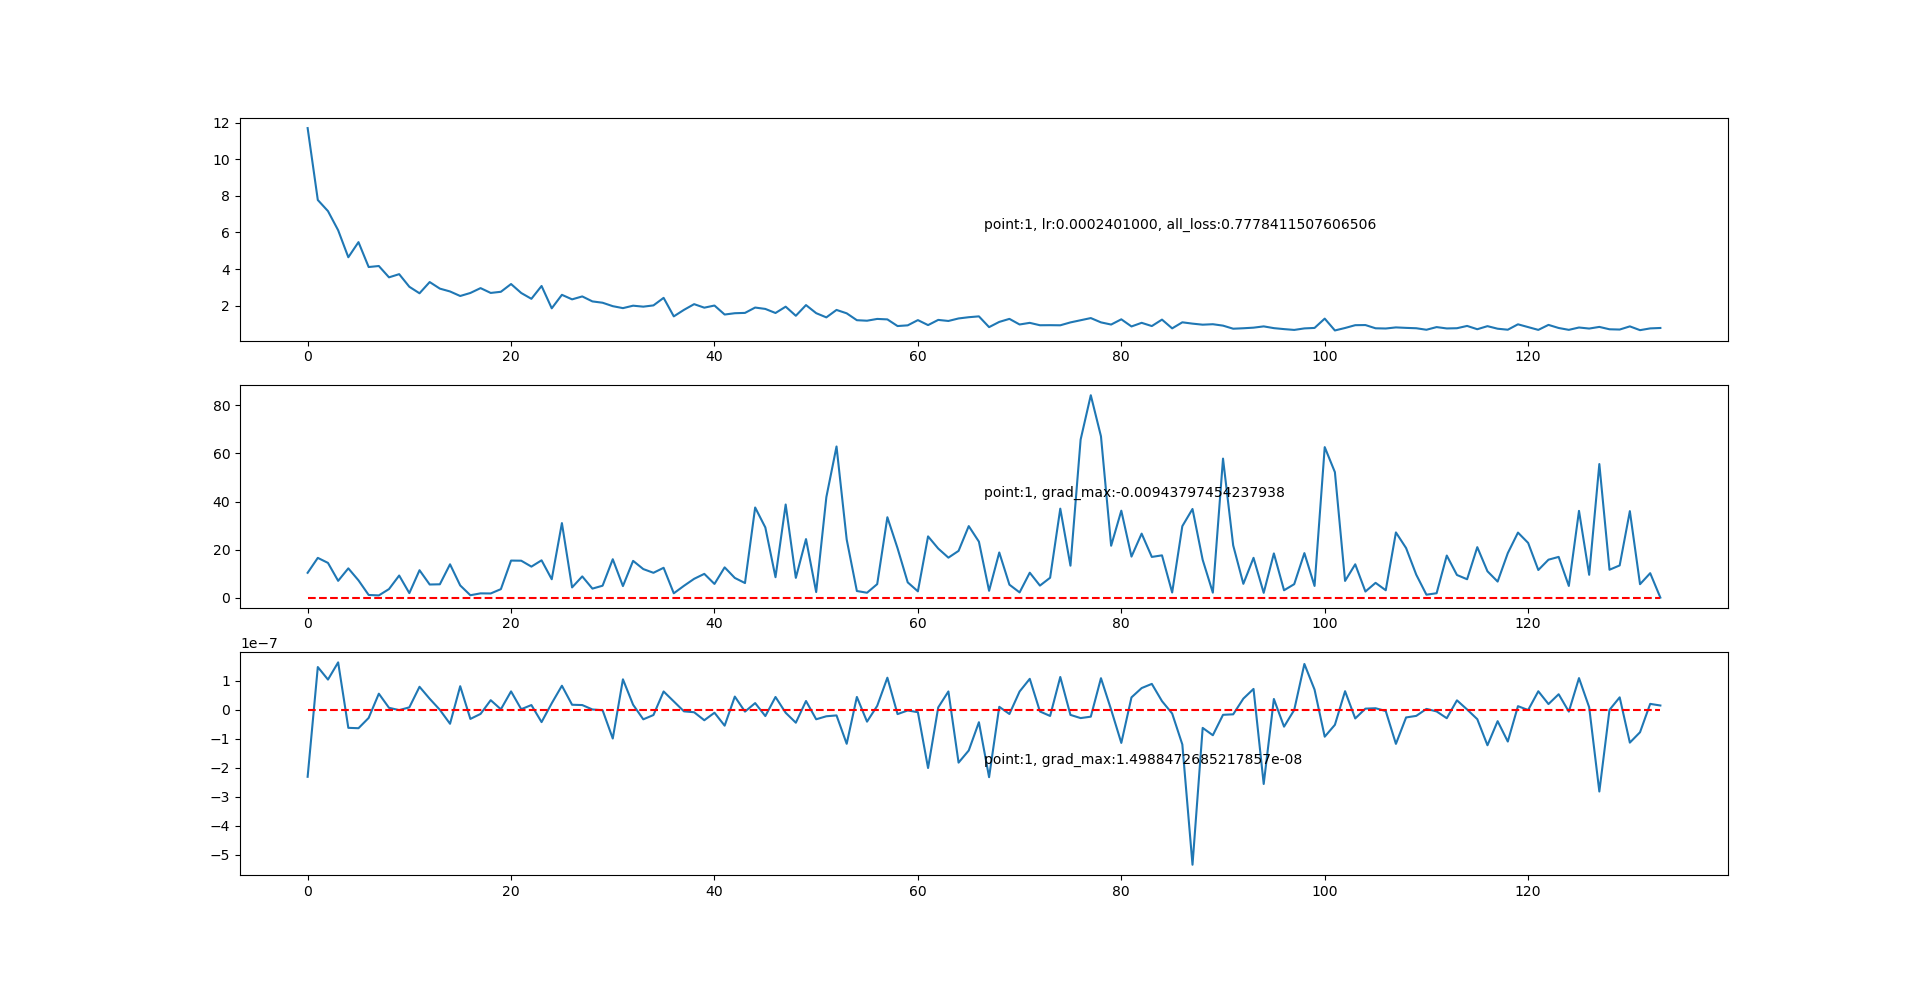 12
10
8
6
4
2
point:1, lr:0.0002401000, all_loss:0.7778411507606506
0 20 40 60 80 100 120
80
60
40
20
0
point:1, grad_max:-0.00943797454237938
0 20 40 60 80 100 120
1e−7
1
0
−1
−2
−3
−4
−5
point:1, grad_max:1.4988472685217857e-08
0 20 40 60 80 100 120